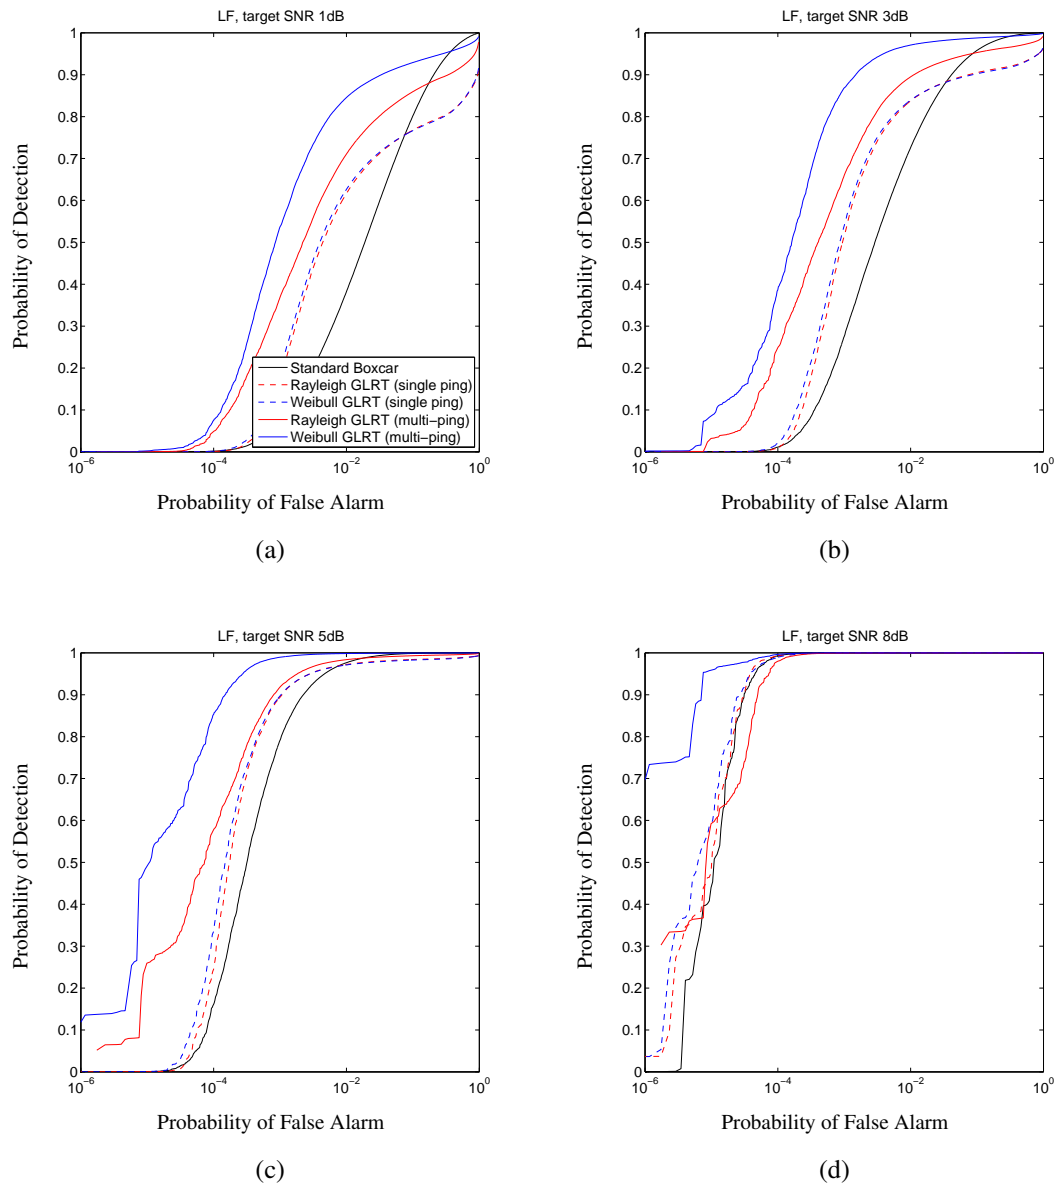 LF, target SNR 1dB
1
0.9
0.8
0.7
0.6
0.5
0.4
0.3
0.2
0.1
0
Probability of Detection
Standard Boxcar
Rayleigh GLRT (single ping)
Weibull GLRT (single ping)
Rayleigh GLRT (multi−ping)
Weibull GLRT (multi−ping)
10^−6 10^−4 10^−2 10^0
Probability of False Alarm
(a)
LF, target SNR 3dB
1
0.9
0.8
0.7
0.6
0.5
0.4
0.3
0.2
0.1
0
Probability of Detection
10^−6 10^−4 10^−2 10^0
Probability of False Alarm
(b)
LF, target SNR 5dB
1
0.9
0.8
0.7
0.6
0.5
0.4
0.3
0.2
0.1
0
Probability of Detection
10^−6 10^−4 10^−2 10^0
Probability of False Alarm
(c)
LF, target SNR 8dB
1
0.9
0.8
0.7
0.6
0.5
0.4
0.3
0.2
0.1
0
Probability of Detection
10^−6 10^−4 10^−2 10^0
Probability of False Alarm
(d)